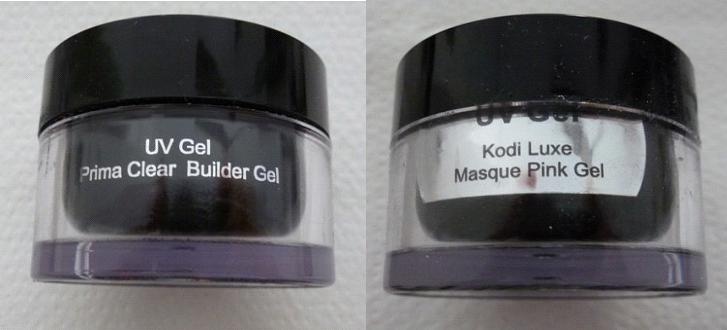 UV Gel
Prima Clear Builder Gel
UV Gel
Kodi Luxe
Masque Pink Gel